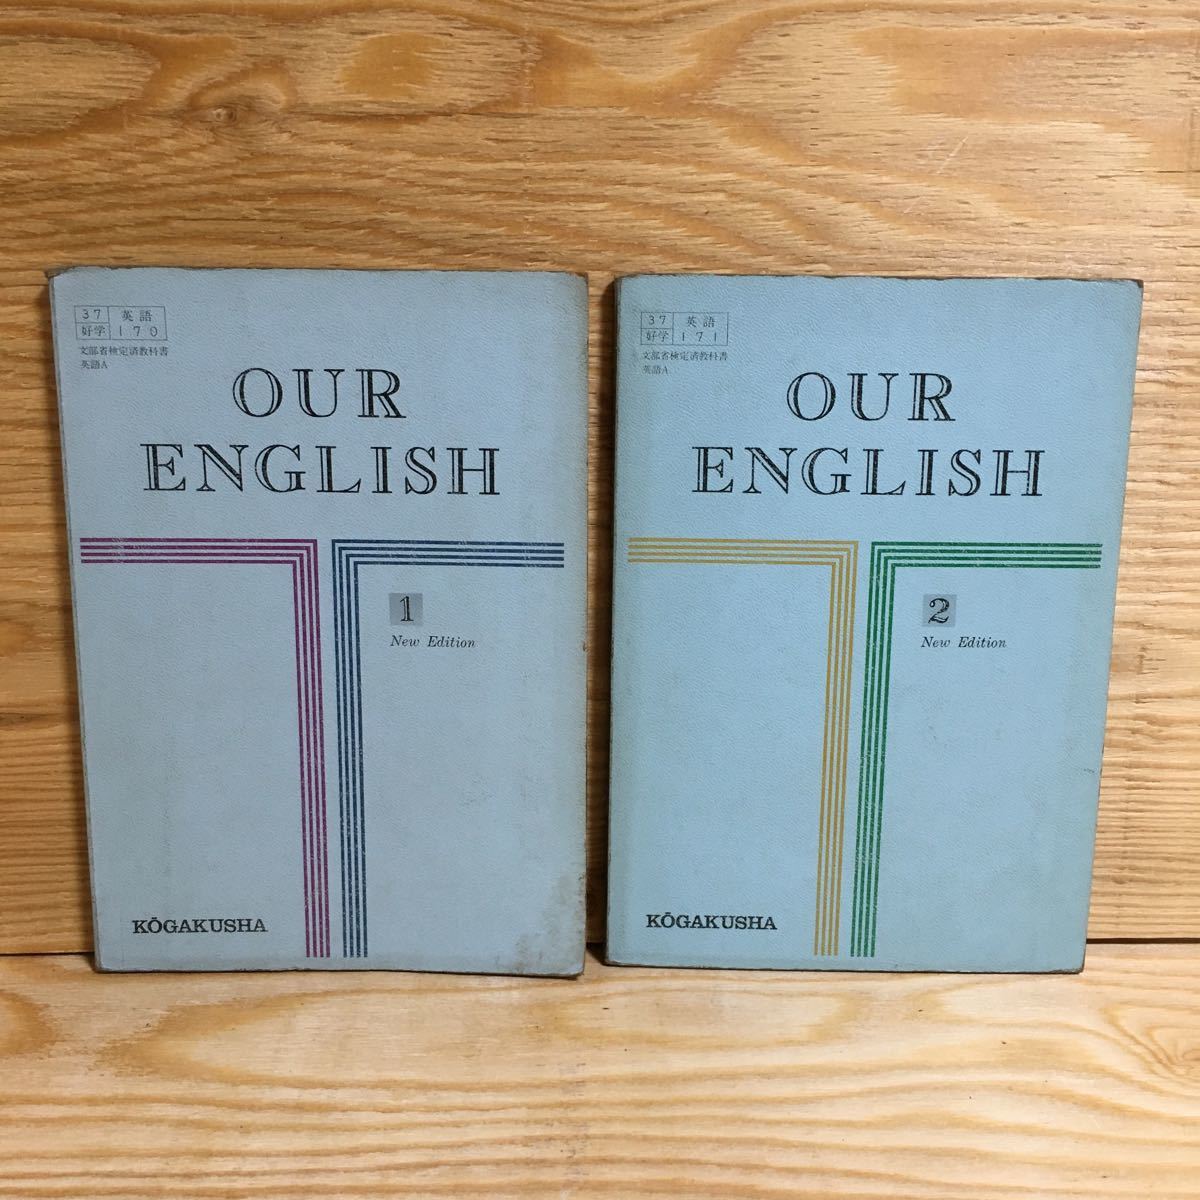 37 英語
好学 170
文部省検定済教科書
英語A
OUR
ENGLISH
1
New Edition
KŌGAKUSHA
37 英語
好学 171
文部省検定済教科書
英語A
OUR
ENGLISH
2
New Edition
KŌGAKUSHA